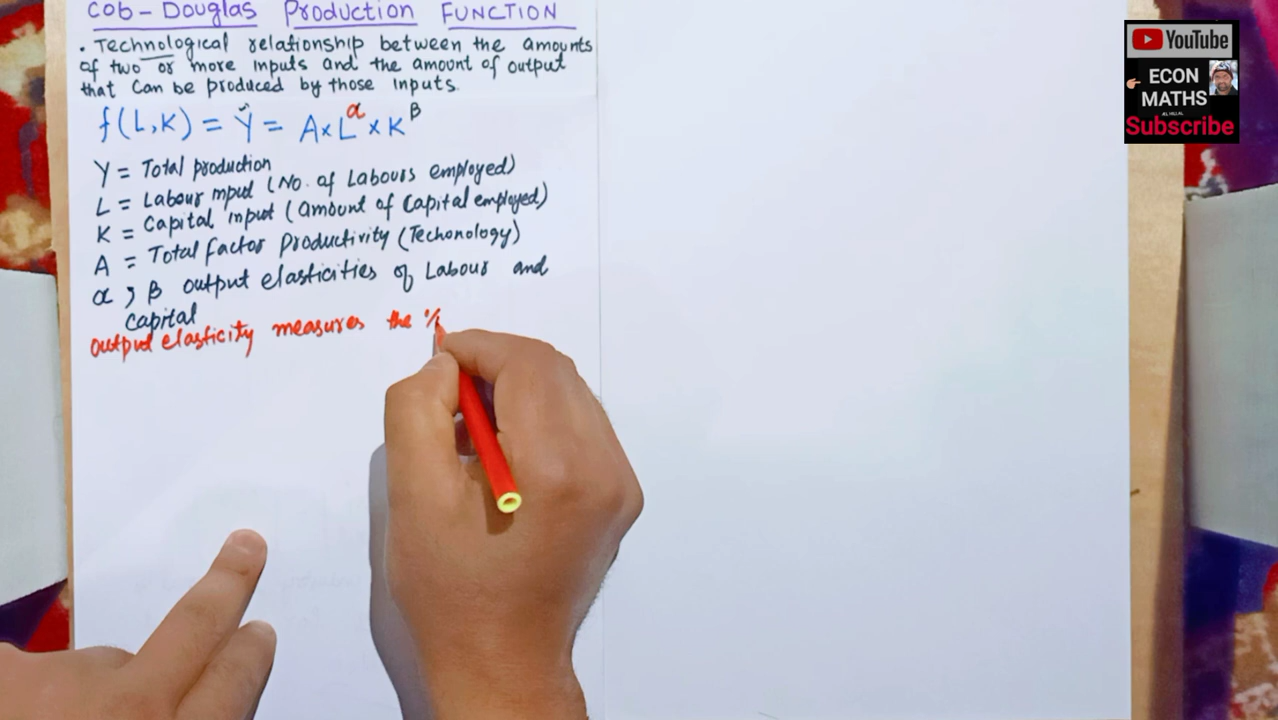 Cob-Douglas Production FUNCTION
. Technological relationship between the amounts
of two or more inputs and the amount of output
that can be produced by those inputs.
f(L,K) = Y = A×L^α × K^β
Y = Total production
L = Labour input (No. of Labours employed)
K = Capital input (amount of Capital employed)
A = Total factor productivity (Techonology)
α, β output elasticities of Labour and
capital
output elasticity measures the %
YouTube
ECON
MATHS
Subscribe